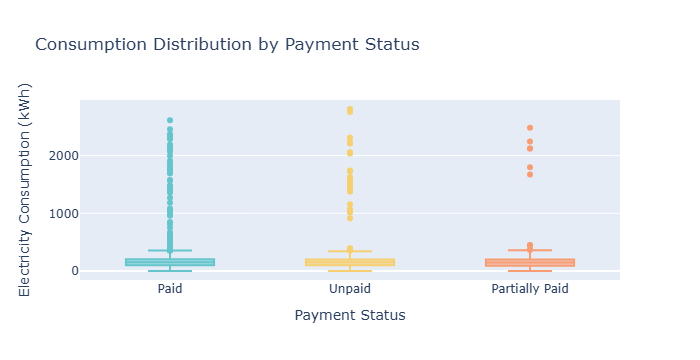 Consumption Distribution by Payment Status
Electricity Consumption (kWh)
2000
1000
0
Paid
Unpaid
Partially Paid
Payment Status